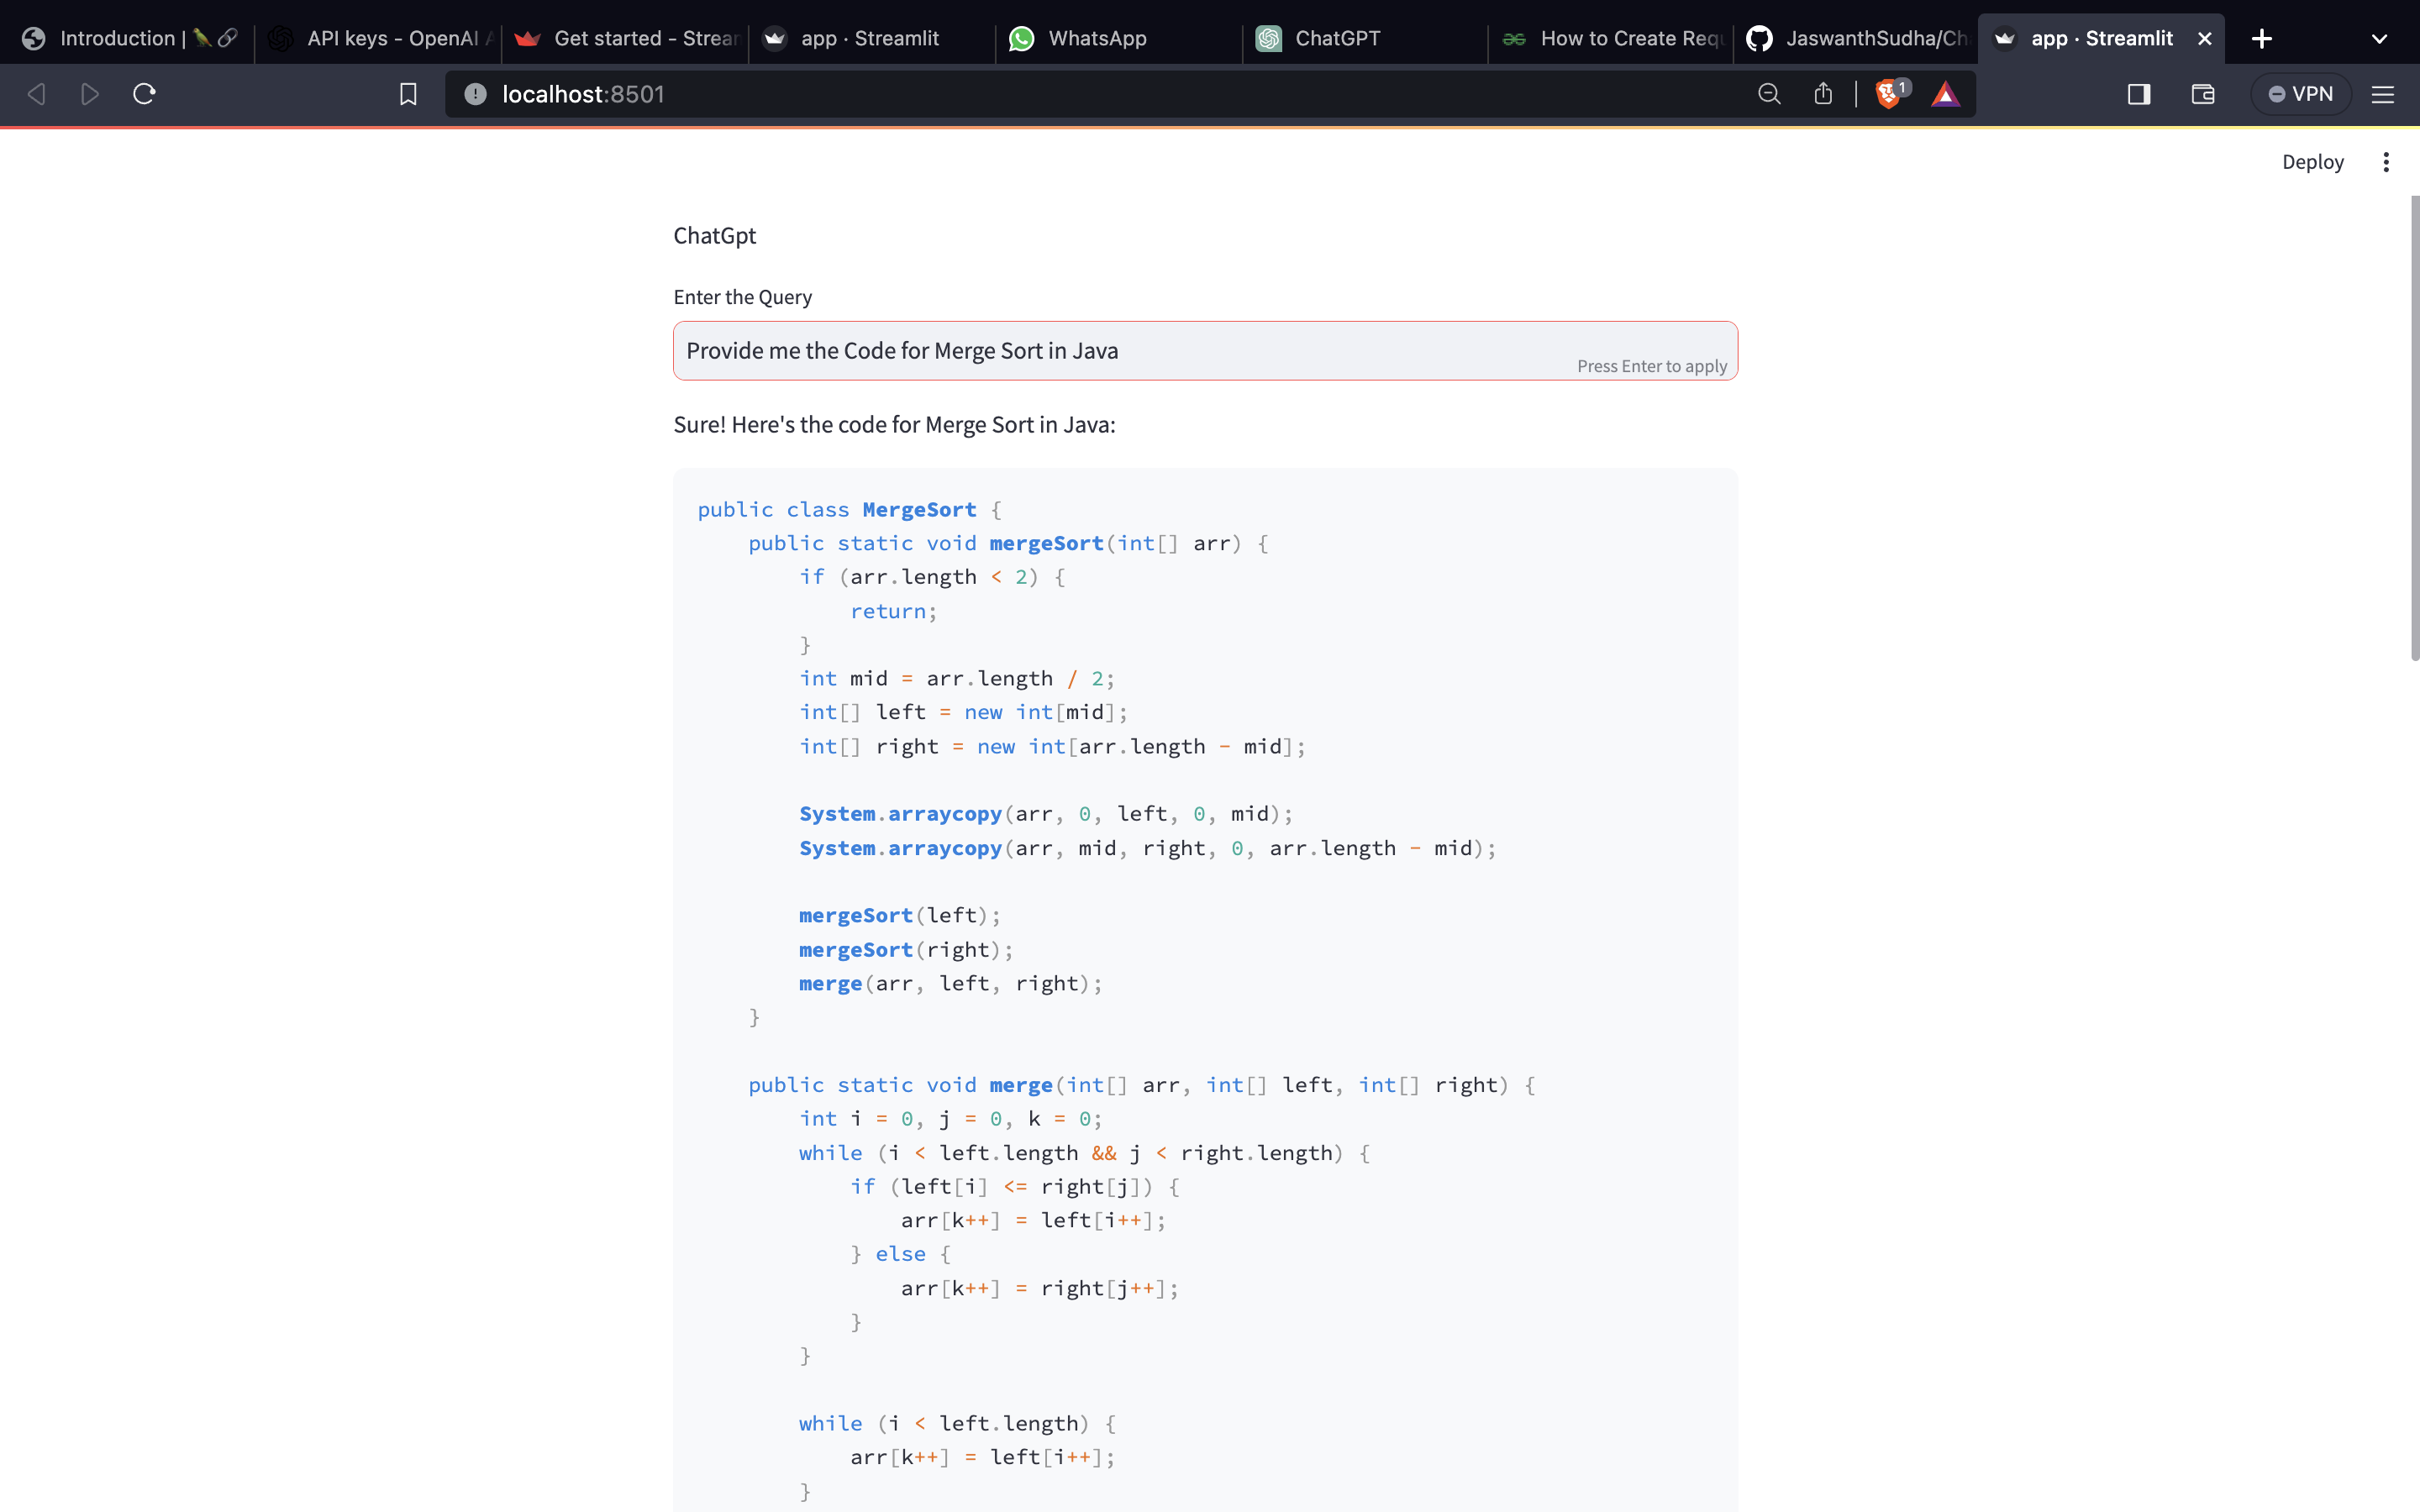 Introduction |
API keys - OpenAI A
Get started - Strear
app · Streamlit
WhatsApp
ChatGPT
How to Create Requ
JaswanthSudha/Ch
app · Streamlit
localhost:8501
1
VPN
Deploy
ChatGpt
Enter the Query
Provide me the Code for Merge Sort in Java
Press Enter to apply
Sure! Here's the code for Merge Sort in Java:
public class MergeSort {
    public static void mergeSort(int[] arr) {
        if (arr.length < 2) {
            return;
        }
        int mid = arr.length / 2;
        int[] left = new int[mid];
        int[] right = new int[arr.length - mid];

        System.arraycopy(arr, 0, left, 0, mid);
        System.arraycopy(arr, mid, right, 0, arr.length - mid);

        mergeSort(left);
        mergeSort(right);
        merge(arr, left, right);
    }

    public static void merge(int[] arr, int[] left, int[] right) {
        int i = 0, j = 0, k = 0;
        while (i < left.length && j < right.length) {
            if (left[i] <= right[j]) {
                arr[k++] = left[i++];
            } else {
                arr[k++] = right[j++];
            }
        }

        while (i < left.length) {
            arr[k++] = left[i++];
        }